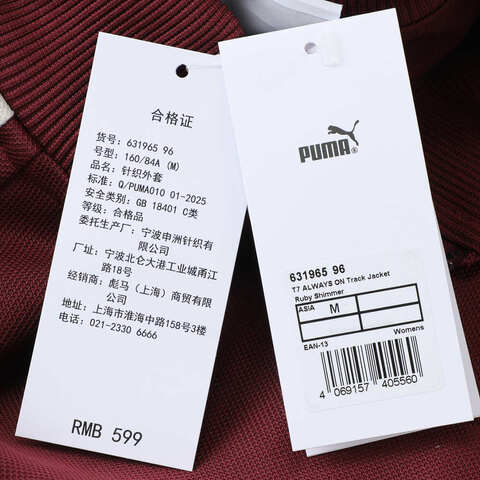 合格证
货号: 631965 96
号型: 160/84A (M)
品名: 针织外套
标准: Q/PUMA010 01-2025
安全类别: GB 18401 C类
等级: 合格品
委托生产厂: 宁波申洲针织有
限公司
厂址: 宁波北仑大港工业城甬江
路18号
经销商: 彪马（上海）商贸有限
公司
地址: 上海市淮海中路158号3楼
电话: 021-2330 6666
RMB 599
PUMA
631965 96
T7 ALWAYS ON Track Jacket
Ruby Shimmer
ASIA M
Womens
EAN-13
4 069157 405560